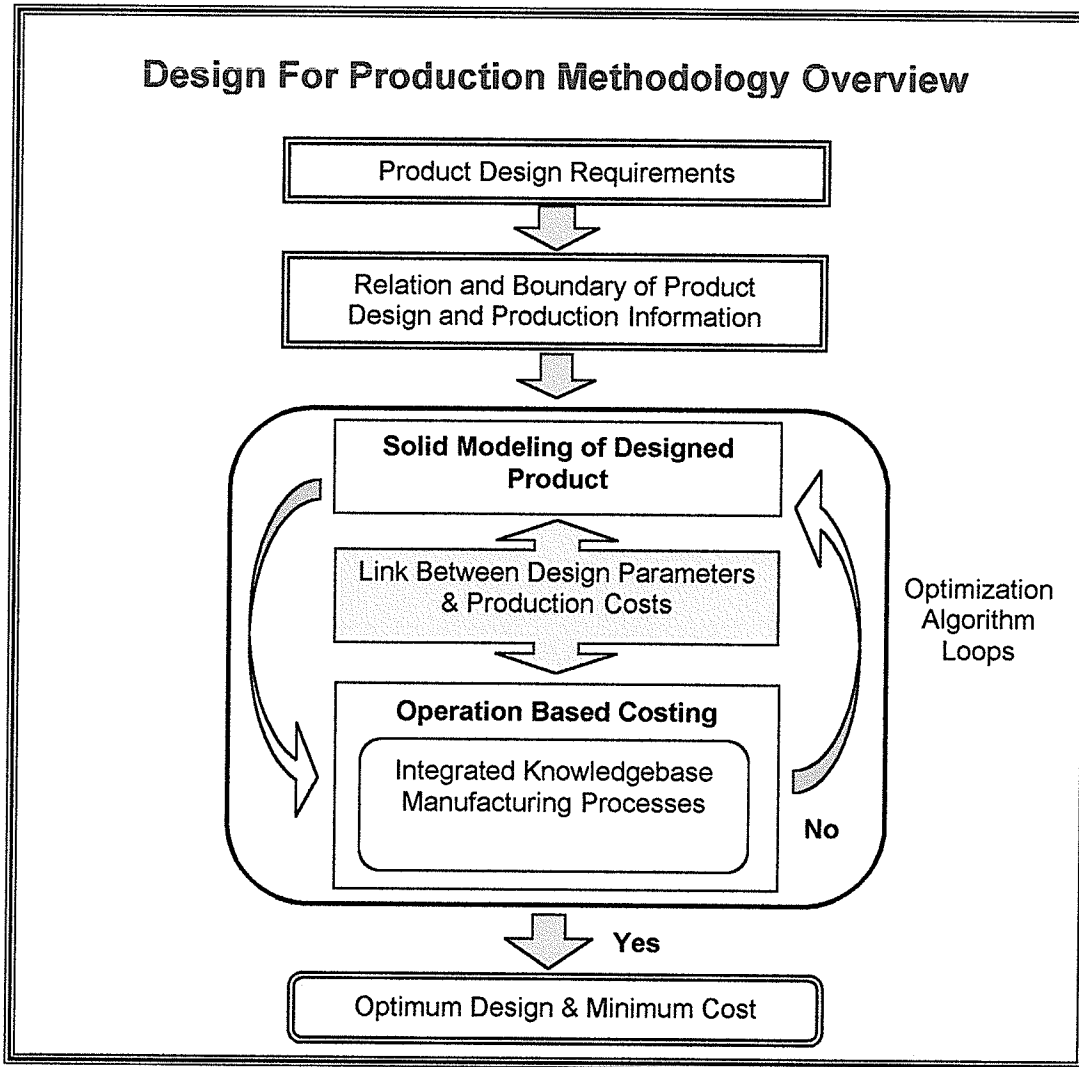 Design For Production Methodology Overview
Product Design Requirements
Relation and Boundary of Product
Design and Production Information
Solid Modeling of Designed
Product
Link Between Design Parameters
& Production Costs
Optimization
Algorithm
Loops
Operation Based Costing
Integrated Knowledgebase
Manufacturing Processes
No
Yes
Optimum Design & Minimum Cost